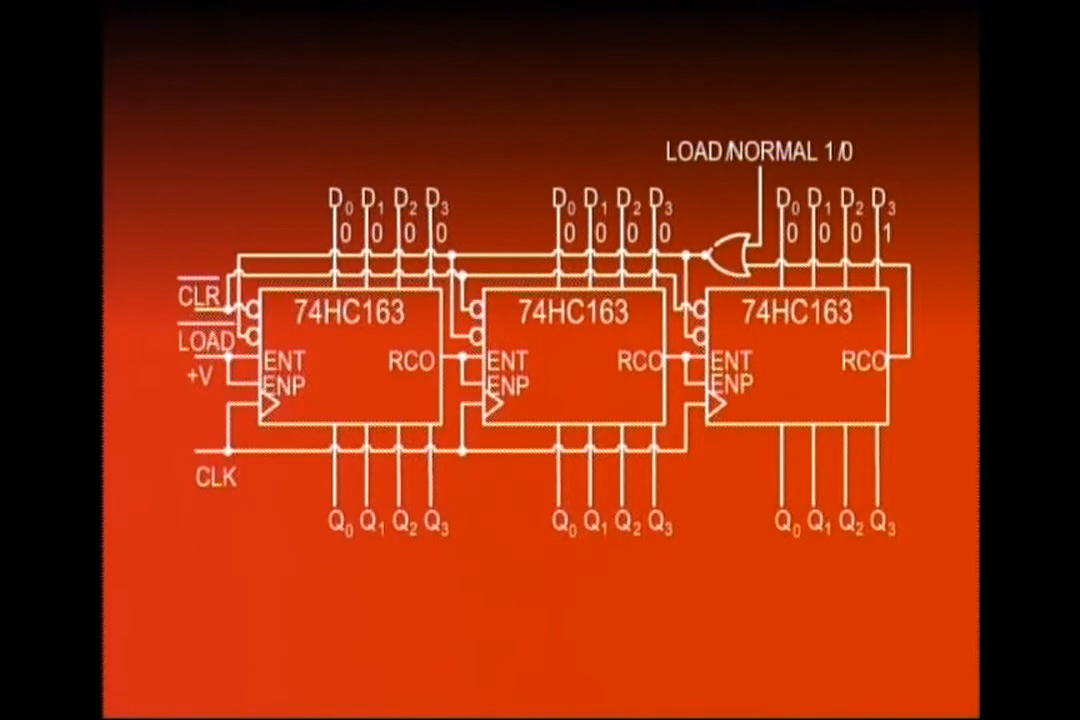 LOAD/NORMAL 1/0
D0 D1 D2 D3 D0 D1 D2 D3 D0 D1 D2 D3
0 0 0 0 0 0 0 0 0 0 0 1
CLR 74HC163 74HC163 74HC163
LOAD
ENT RCO ENT RCO ENT RCO
+V ENP ENP ENP
CLK
Q0 Q1 Q2 Q3 Q0 Q1 Q2 Q3 Q0 Q1 Q2 Q3